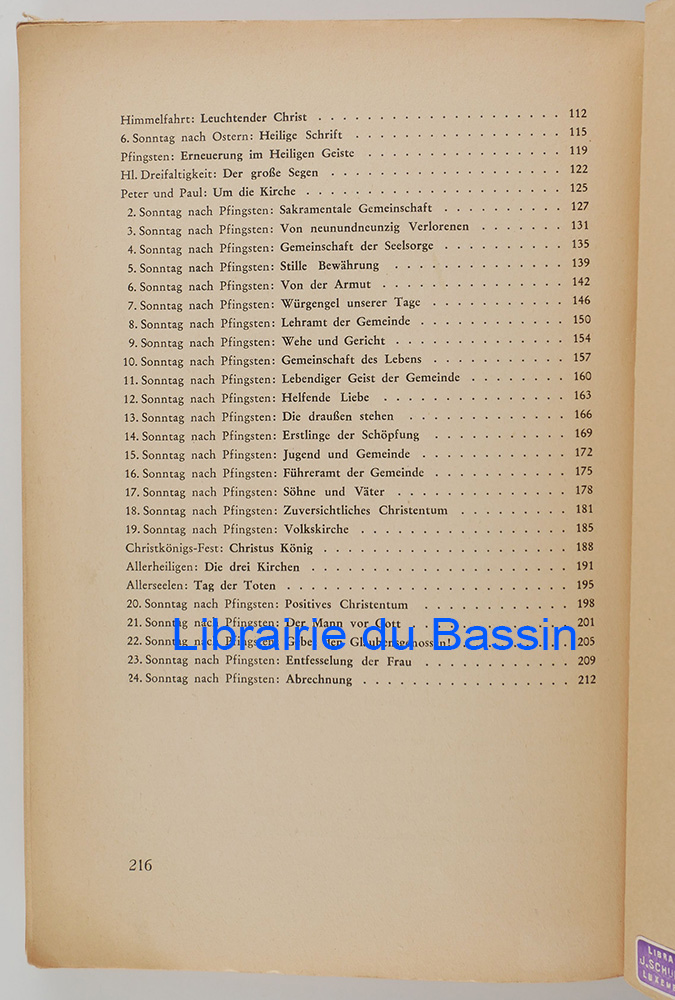 Himmelfahrt: Leuchtender Christ . . . . . . . . . . . . . . . . . . . . 112
6. Sonntag nach Ostern: Heilige Schrift . . . . . . . . . . . . . . . . . 115
Pfingsten: Erneuerung im Heiligen Geiste . . . . . . . . . . . . . . . . 119
Hl. Dreifaltigkeit: Der große Segen . . . . . . . . . . . . . . . . . . . 122
Peter und Paul: Um die Kirche . . . . . . . . . . . . . . . . . . . . . 125
2. Sonntag nach Pfingsten: Sakramentale Gemeinschaft . . . . . . . . . . 127
3. Sonntag nach Pfingsten: Von neunundneunzig Verlorenen . . . . . . . 131
4. Sonntag nach Pfingsten: Gemeinschaft der Seelsorge . . . . . . . . . . 135
5. Sonntag nach Pfingsten: Stille Bewährung . . . . . . . . . . . . . 139
6. Sonntag nach Pfingsten: Von der Armut . . . . . . . . . . . . . 142
7. Sonntag nach Pfingsten: Würgengel unserer Tage . . . . . . . . . . . 146
8. Sonntag nach Pfingsten: Lehramt der Gemeinde . . . . . . . . . . . 150
9. Sonntag nach Pfingsten: Wehe und Gericht . . . . . . . . . . . . . 154
10. Sonntag nach Pfingsten: Gemeinschaft des Lebens . . . . . . . . . . . 157
11. Sonntag nach Pfingsten: Lebendiger Geist der Gemeinde . . . . . . . . 160
12. Sonntag nach Pfingsten: Helfende Liebe . . . . . . . . . . . . . . 163
13. Sonntag nach Pfingsten: Die draußen stehen . . . . . . . . . . . . 166
14. Sonntag nach Pfingsten: Erstlinge der Schöpfung . . . . . . . . . . 169
15. Sonntag nach Pfingsten: Jugend und Gemeinde . . . . . . . . . . . 172
16. Sonntag nach Pfingsten: Führeramt der Gemeinde . . . . . . . . . . 175
17. Sonntag nach Pfingsten: Söhne und Väter . . . . . . . . . . . . . 178
18. Sonntag nach Pfingsten: Zuversichtliches Christentum . . . . . . . . . 181
19. Sonntag nach Pfingsten: Volkskirche . . . . . . . . . . . . . . . 185
Christkönigs-Fest: Christus König . . . . . . . . . . . . . . . . . . . 188
Allerheiligen: Die drei Kirchen . . . . . . . . . . . . . . . . . . . . 191
Allerseelen: Tag der Toten . . . . . . . . . . . . . . . . . . . . . . 195
20. Sonntag nach Pfingsten: Positives Christentum . . . . . . . . . . . 198
21. Sonntag nach Pfingsten: Der Mann vor Gott . . . . . . . . . . . . 201
22. Sonntag nach Pfingsten: den Glaubensgenossen! . . . . . . . . 205
23. Sonntag nach Pfingsten: Entfesselung der Frau . . . . . . . . . . . 209
24. Sonntag nach Pfingsten: Abrechnung . . . . . . . . . . . . . . . 212
Librairie du Bassin
216